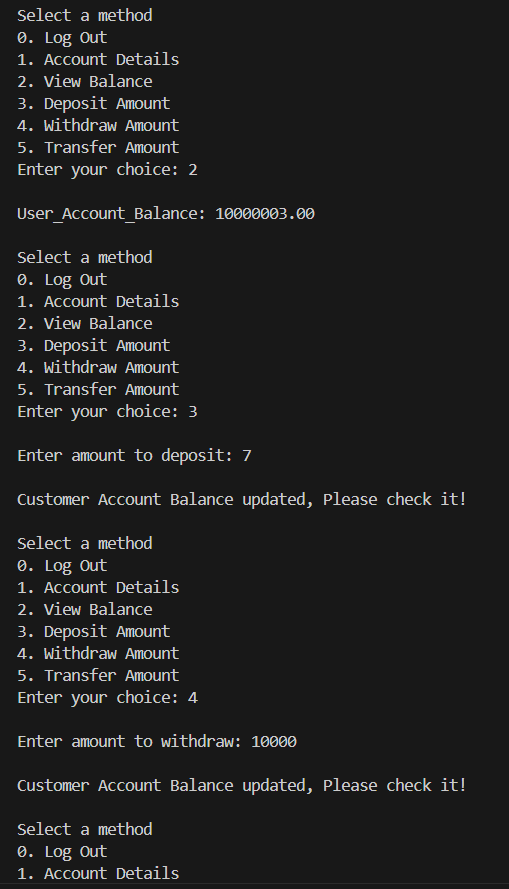 Select a method
0. Log Out
1. Account Details
2. View Balance
3. Deposit Amount
4. Withdraw Amount
5. Transfer Amount
Enter your choice: 2
User_Account_Balance: 10000003.00
Select a method
0. Log Out
1. Account Details
2. View Balance
3. Deposit Amount
4. Withdraw Amount
5. Transfer Amount
Enter your choice: 3
Enter amount to deposit: 7
Customer Account Balance updated, Please check it!
Select a method
0. Log Out
1. Account Details
2. View Balance
3. Deposit Amount
4. Withdraw Amount
5. Transfer Amount
Enter your choice: 4
Enter amount to withdraw: 10000
Customer Account Balance updated, Please check it!
Select a method
0. Log Out
1. Account Details